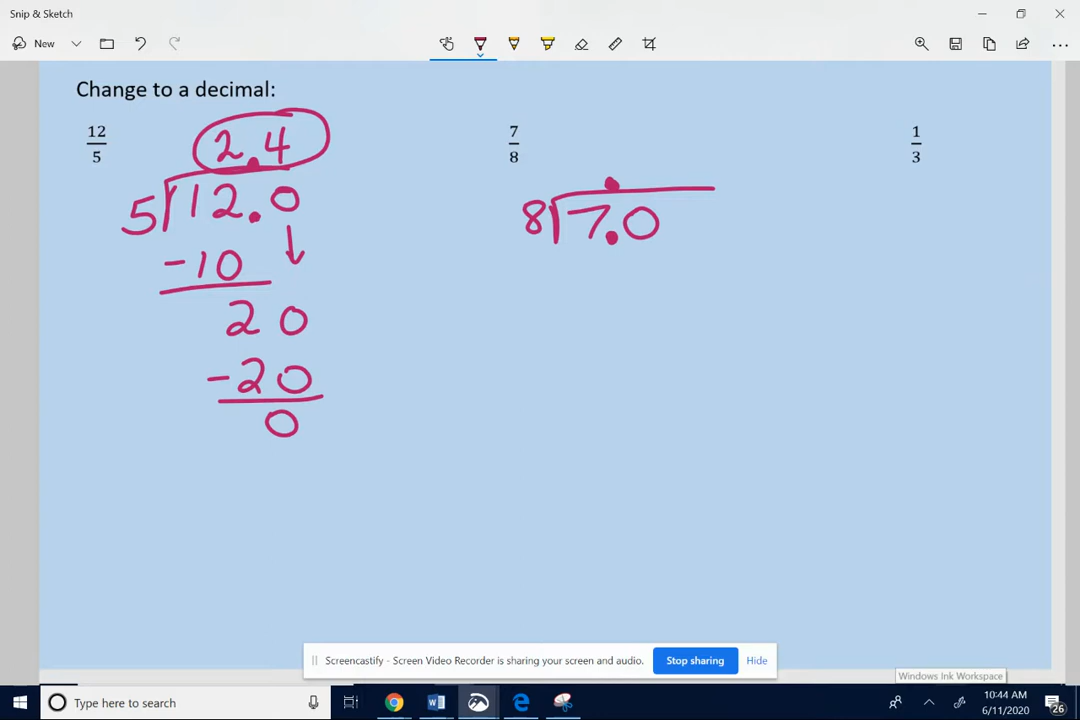 Snip & Sketch
New
Change to a decimal:
12/5
2.4
5 12.0
-10
20
-20
0
7/8
.
8 7.0
1/3
Screencastify - Screen Video Recorder is sharing your screen and audio.
Stop sharing
Hide
Windows Ink Workspace
Type here to search
10:44 AM
6/11/2020
26